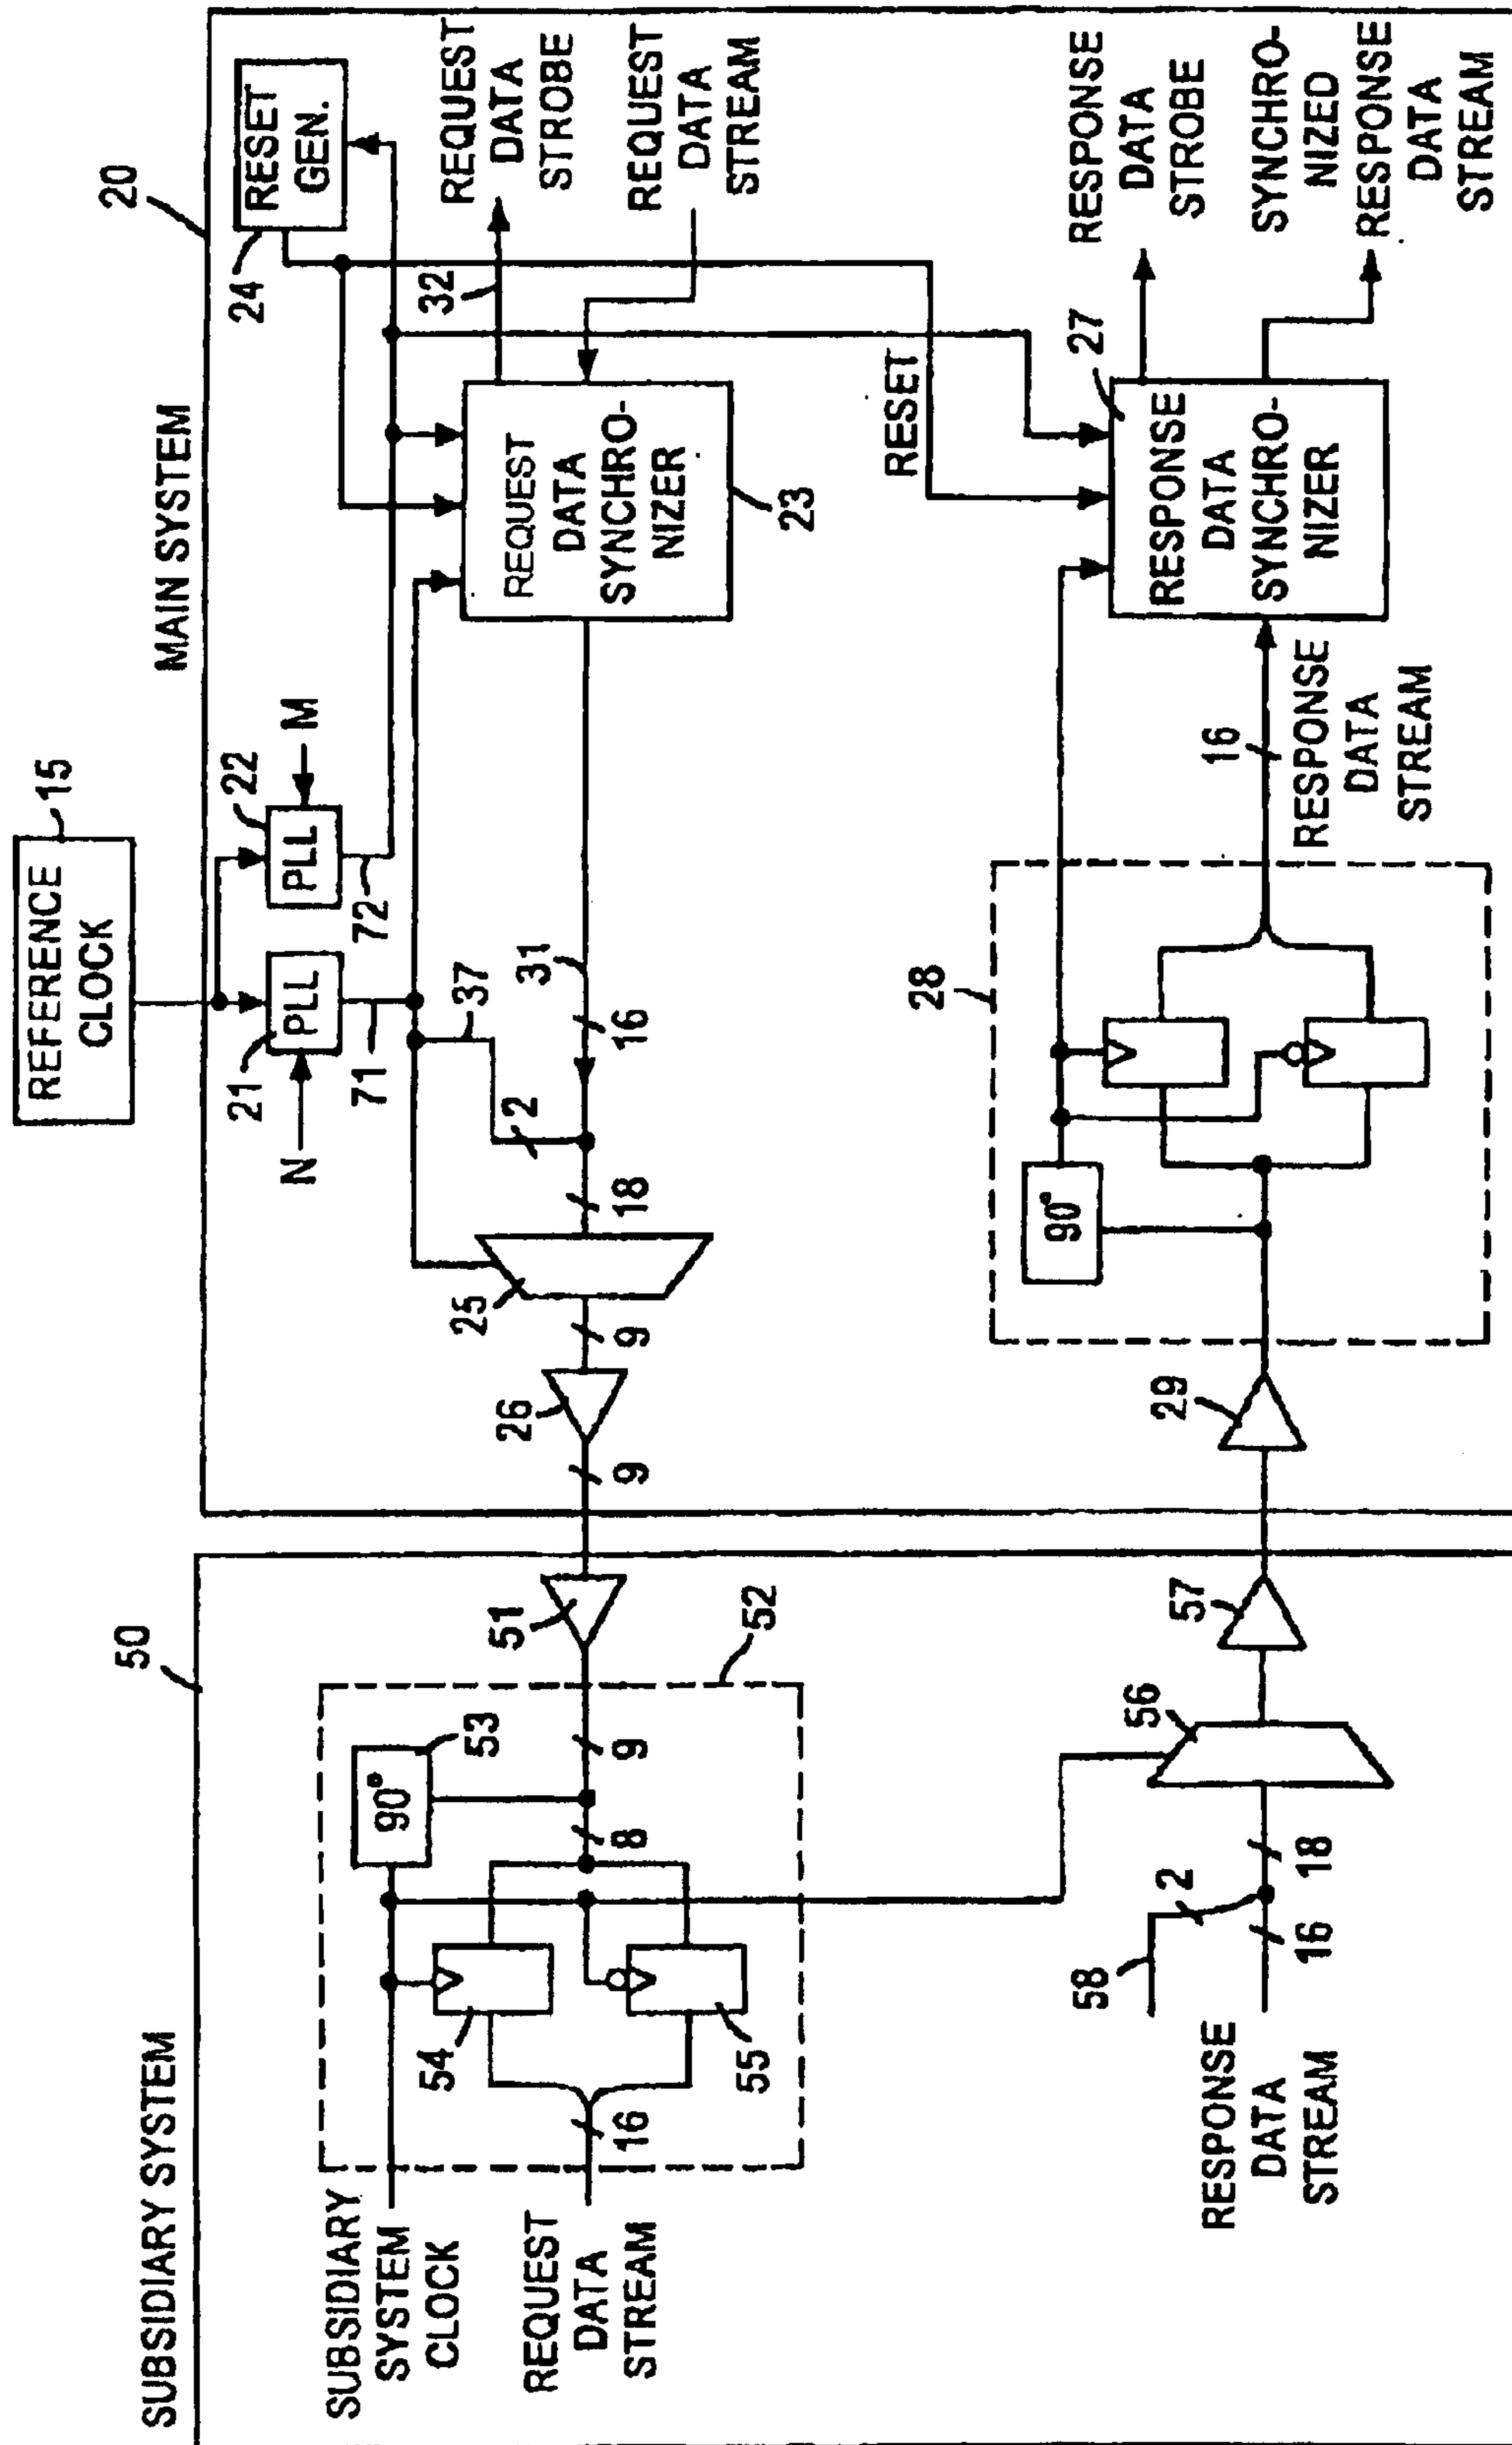 REFERENCE
CLOCK
15
MAIN SYSTEM
20
N
21
PLL
22
PLL
M
71
72
37
RESET
GEN.
24
REQUEST
DATA
STROBE
32
REQUEST
DATA
STREAM
REQUEST
DATA
SYNCHRO-
NIZER
23
31
16
2
18
25
9
26
9
RESET
27
RESPONSE
DATA
SYNCHRO-
NIZER
RESPONSE
DATA
STROBE
SYNCHRO-
NIZED
RESPONSE
DATA
STREAM
16
RESPONSE
DATA
STREAM
28
90°
29
SUBSIDIARY SYSTEM
50
51
52
9
53
90°
8
54
55
16
SUBSIDIARY
SYSTEM
CLOCK
REQUEST
DATA
STREAM
57
56
18
2
58
16
RESPONSE
DATA
STREAM